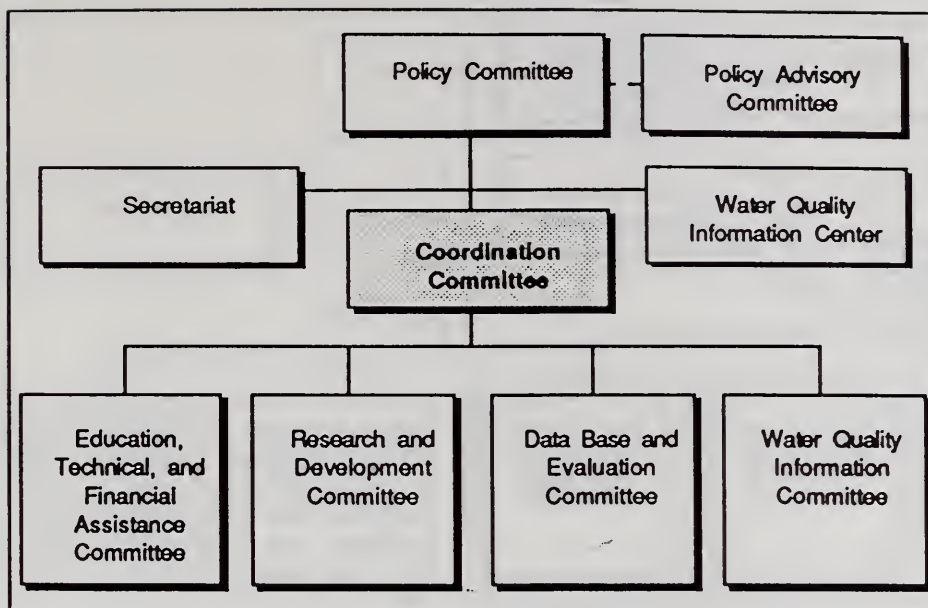 Policy Committee
Policy Advisory
Committee
Secretariat
Water Quality
Information Center
Coordination
Committee
Education,
Technical, and
Financial
Assistance
Committee
Research and
Development
Committee
Data Base and
Evaluation
Committee
Water Quality
Information
Committee